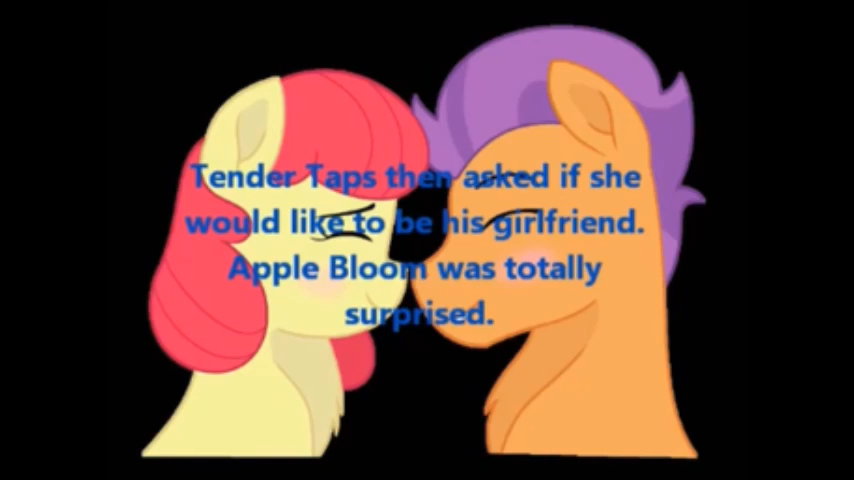 Tender Taps then asked if she
would like to be his girlfriend.
Apple Bloom was totally
surprised.